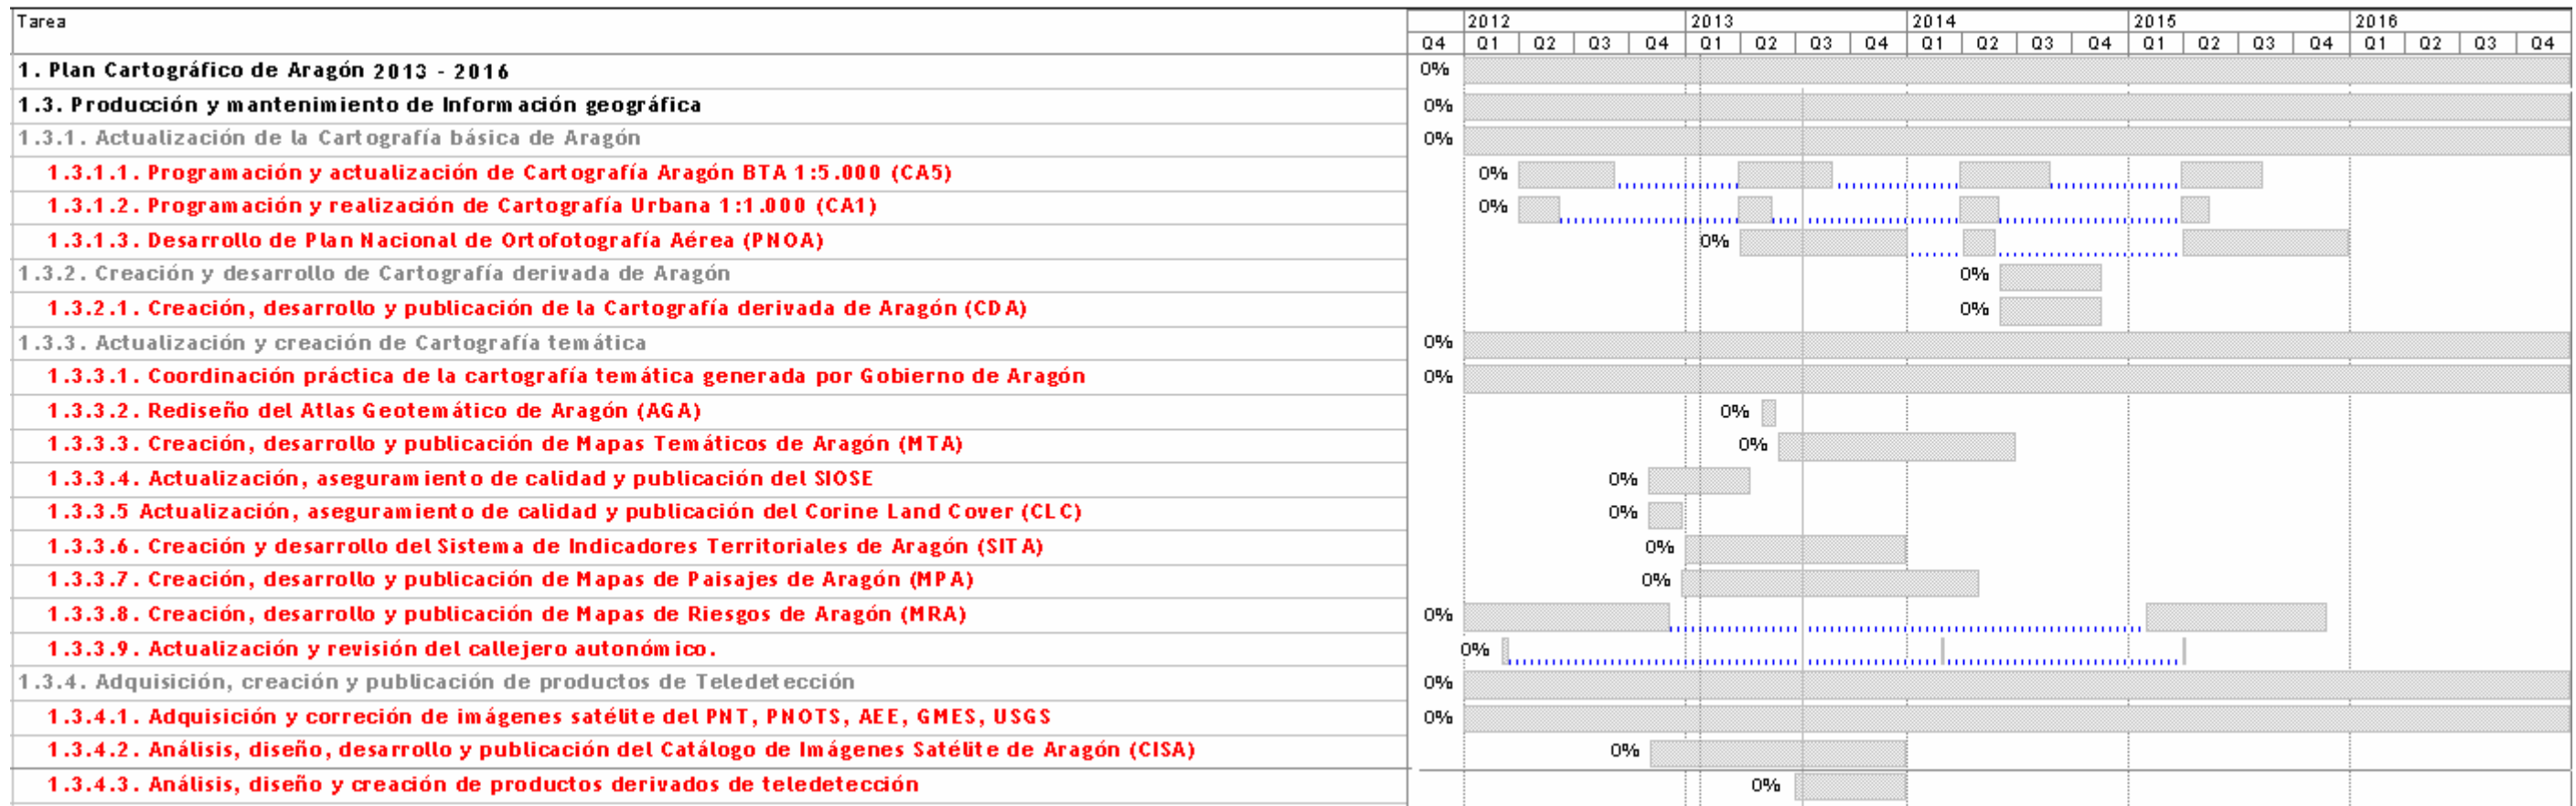 Tarea 2012 2013 2014 2015 2016
Q4 Q1 Q2 Q3 Q4 Q1 Q2 Q3 Q4 Q1 Q2 Q3 Q4 Q1 Q2 Q3 Q4 Q1 Q2 Q3 Q4
1. Plan Cartográfico de Aragón 2013 - 2016 0%
1.3. Producción y mantenimiento de Información geográfica 0%
1.3.1. Actualización de la Cartografía básica de Aragón 0%
1.3.1.1. Programación y actualización de Cartografía Aragón BTA 1:5.000 (CA5) 0%
1.3.1.2. Programación y realización de Cartografía Urbana 1:1.000 (CA1) 0%
1.3.1.3. Desarrollo de Plan Nacional de Ortofotografía Aérea (PNOA) 0%
1.3.2. Creación y desarrollo de Cartografía derivada de Aragón 0%
1.3.2.1. Creación, desarrollo y publicación de la Cartografía derivada de Aragón (CDA) 0%
1.3.3. Actualización y creación de Cartografía temática 0%
1.3.3.1. Coordinación práctica de la cartografía temática generada por Gobierno de Aragón 0%
1.3.3.2. Rediseño del Atlas Geotemático de Aragón (AGA) 0%
1.3.3.3. Creación, desarrollo y publicación de Mapas Temáticos de Aragón (MTA) 0%
1.3.3.4. Actualización, aseguramiento de calidad y publicación del SIOSE 0%
1.3.3.5 Actualización, aseguramiento de calidad y publicación del Corine Land Cover (CLC) 0%
1.3.3.6. Creación y desarrollo del Sistema de Indicadores Territoriales de Aragón (SITA) 0%
1.3.3.7. Creación, desarrollo y publicación de Mapas de Paisajes de Aragón (MPA) 0%
1.3.3.8. Creación, desarrollo y publicación de Mapas de Riesgos de Aragón (MRA) 0%
1.3.3.9. Actualización y revisión del callejero autonómico. 0%
1.3.4. Adquisición, creación y publicación de productos de Teledetección 0%
1.3.4.1. Adquisición y correción de imágenes satélite del PNT, PNOTS, AEE, GMES, USGS 0%
1.3.4.2. Análisis, diseño, desarrollo y publicación del Catálogo de Imágenes Satélite de Aragón (CISA) 0%
1.3.4.3. Análisis, diseño y creación de productos derivados de teledetección 0%